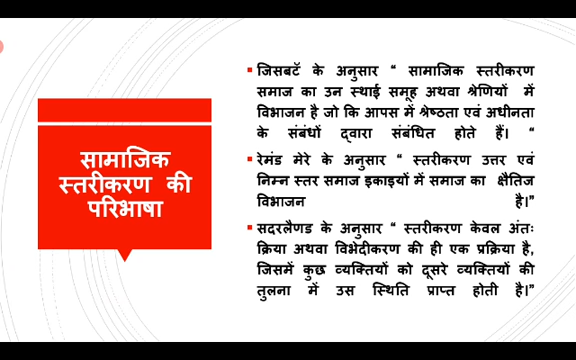 सामाजिक
स्तरीकरण की
परिभाषा
जिसबर्ट के अनुसार “ सामाजिक स्तरीकरण
समाज का उन स्थाई समूह अथवा श्रेणियों में
विभाजन है जो कि आपस में श्रेष्ठता एवं अधीनता
के संबंधों द्वारा संबंधित होते हैं। “
रेमंड मेरे के अनुसार “ स्तरीकरण उत्तर एवं
निम्न स्तर समाज इकाइयों में समाज का क्षैतिज
विभाजन है।”
सदरलैण्ड के अनुसार “ स्तरीकरण केवल अंतः
क्रिया अथवा विभेदीकरण की ही एक प्रक्रिया है,
जिसमें कुछ व्यक्तियों को दूसरे व्यक्तियों की
तुलना में उस स्थिति प्राप्त होती है।”